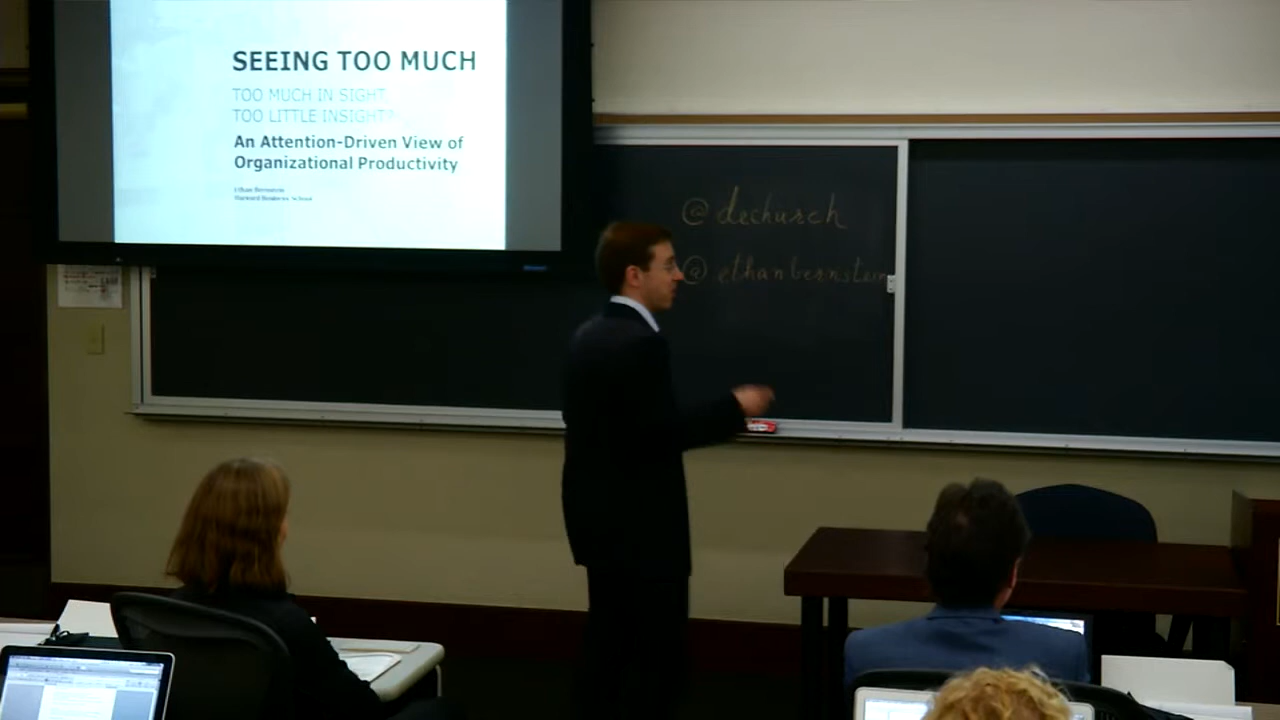 SEEING TOO MUCH
TOO MUCH IN SIGHT,
TOO LITTLE INSIGHT?
An Attention-Driven View of
Organizational Productivity
Ethan Bernstein
Harvard Business School
@dechurch
@ethanbernstein